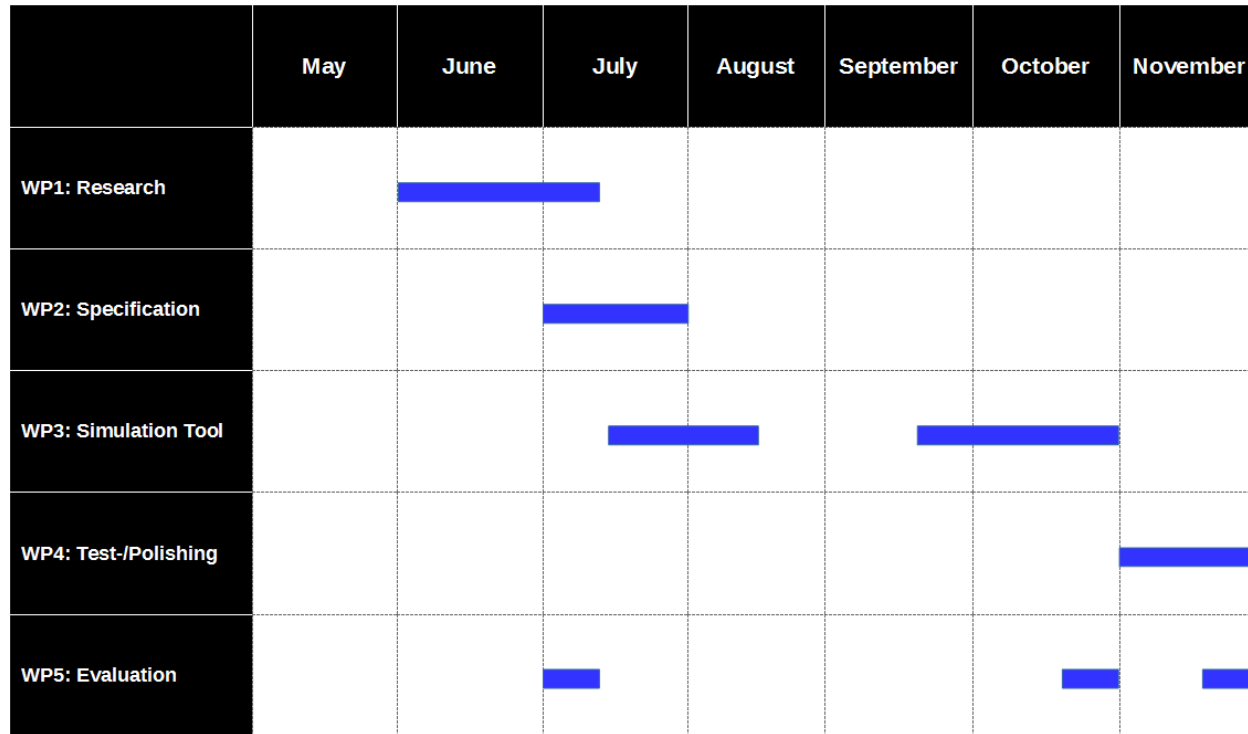 May June July August September October November
WP1: Research
WP2: Specification
WP3: Simulation Tool
WP4: Test-/Polishing
WP5: Evaluation